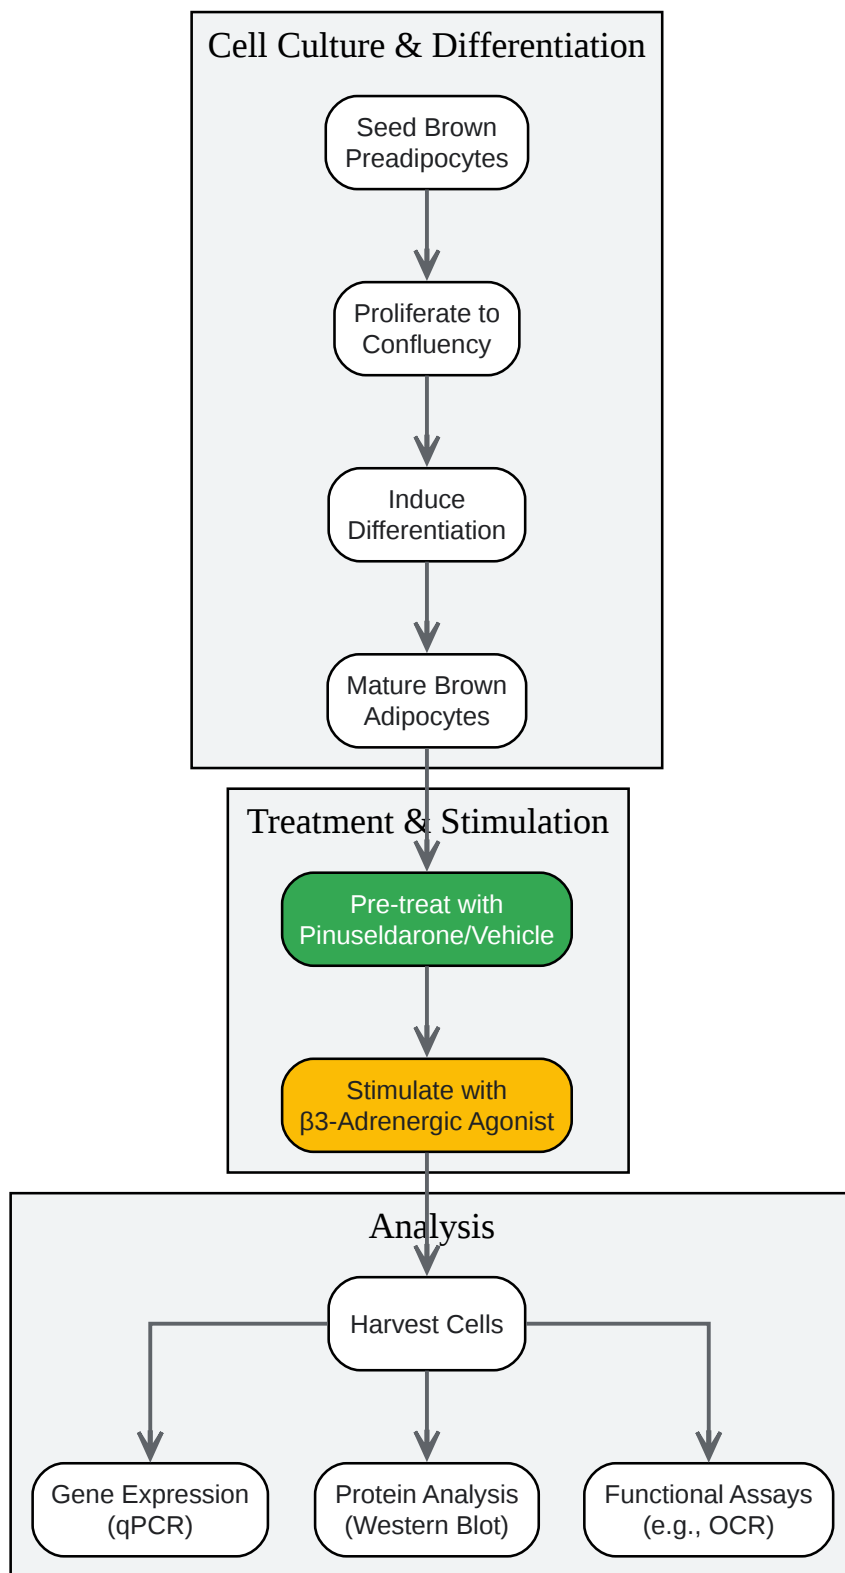 Cell Culture & Differentiation
Seed Brown
Preadipocytes
Proliferate to
Confluency
Induce
Differentiation
Mature Brown
Adipocytes
Treatment & Stimulation
Pre-treat with
Pinuseldarone/Vehicle
Stimulate with
β3-Adrenergic Agonist
Analysis
Harvest Cells
Gene Expression
(qPCR)
Protein Analysis
(Western Blot)
Functional Assays
(e.g., OCR)